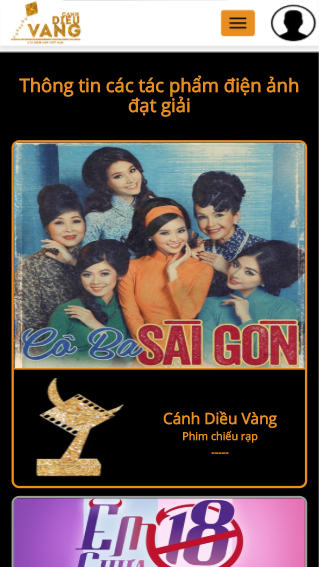 CÁNH
DIỀU
VÀNG
Thông tin các tác phẩm điện ảnh
đạt giải
Cô Ba SÀI GÒN
Cánh Diều Vàng
Phim chiếu rạp
-----
Em 18